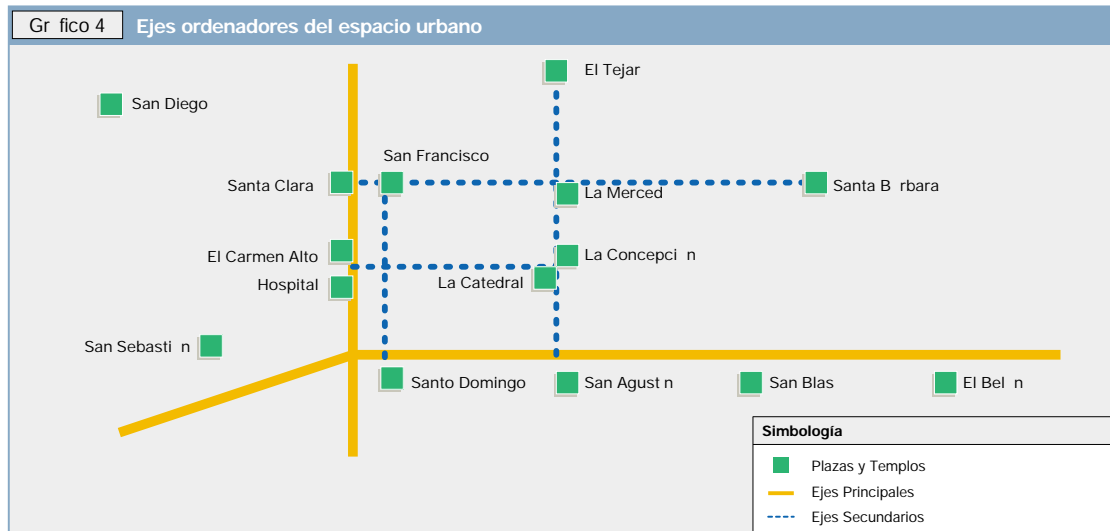 Gr fico 4
Ejes ordenadores del espacio urbano
El Tejar
San Diego
San Francisco
Santa Clara
Santa B rbara
La Merced
El Carmen Alto
La Concepci n
Hospital
La Catedral
San Sebasti n
Santo Domingo
San Agust n
San Blas
El Bel n
Simbología
Plazas y Templos
Ejes Principales
Ejes Secundarios